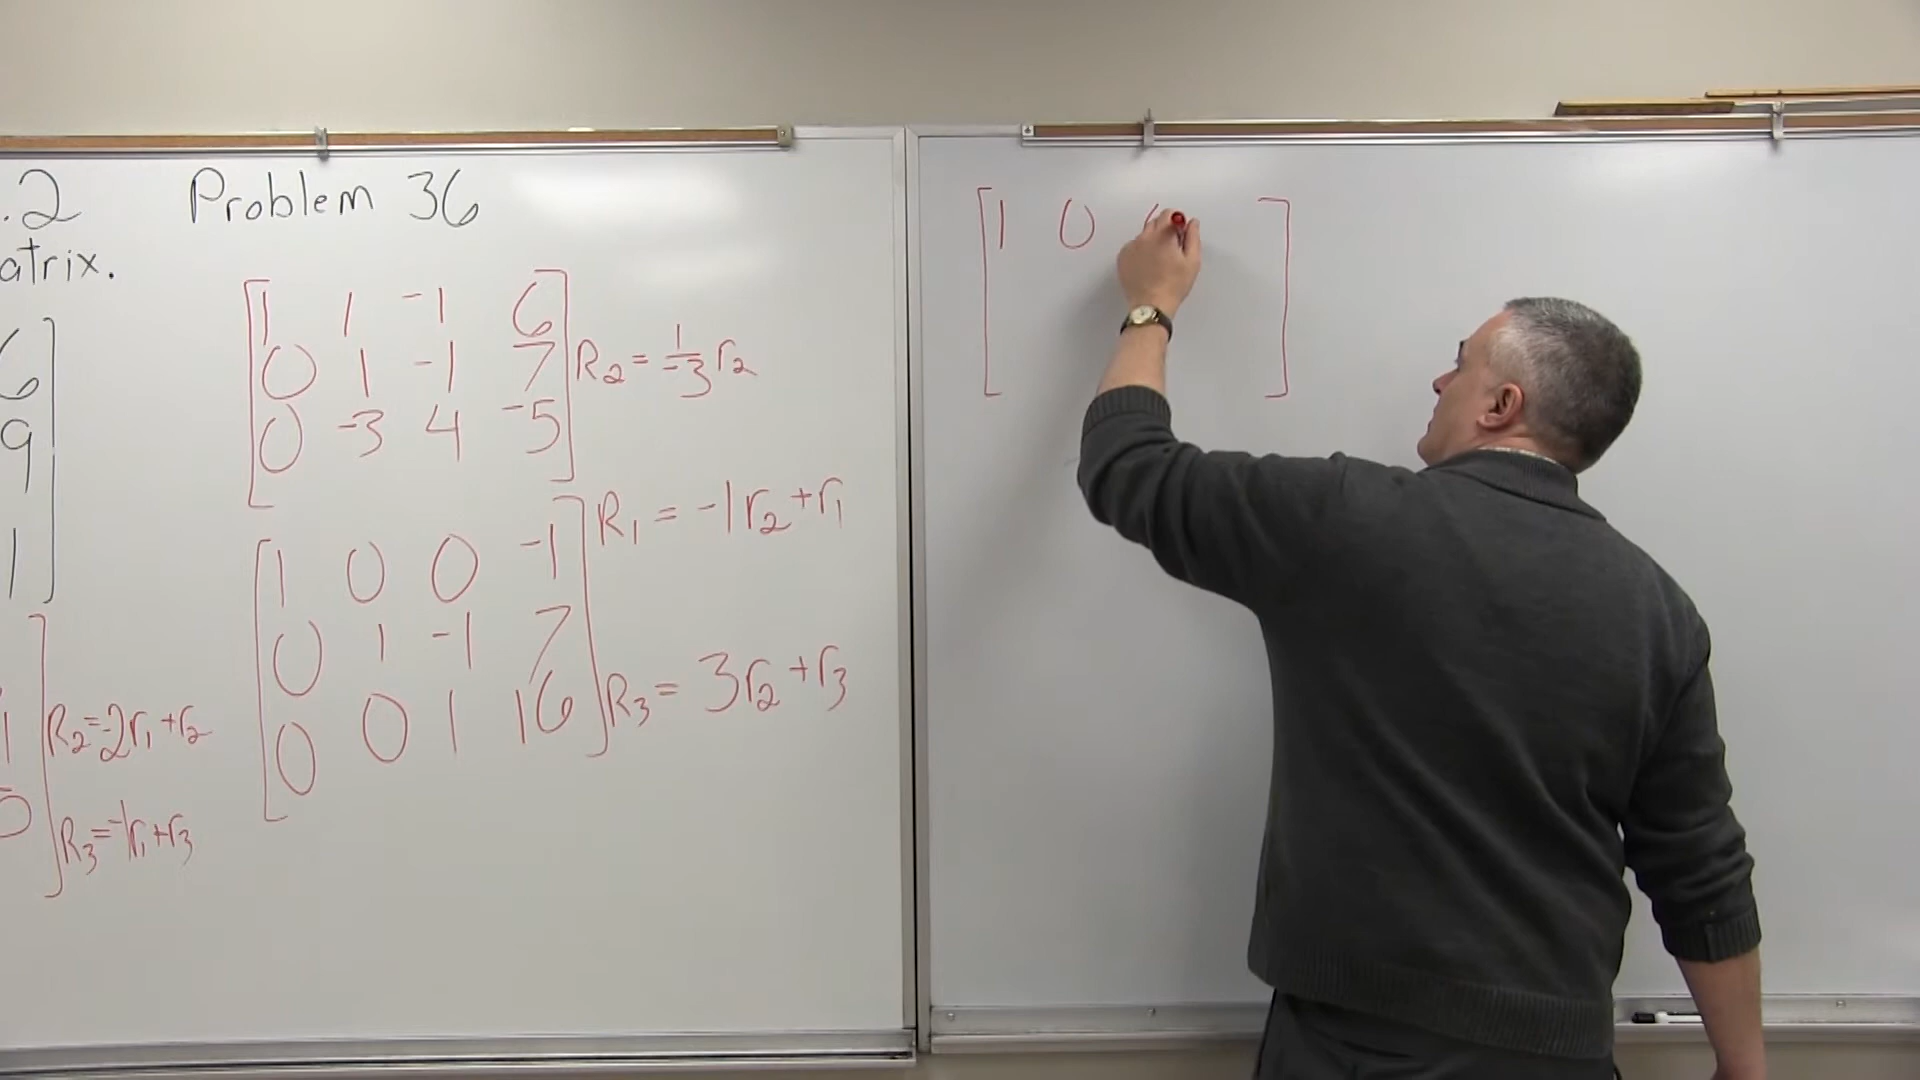 .2 Problem 36
atrix.
6
9
1
1 R2=-2r1+r2
0 R3=-1r1+r3
1 1 -1 6
0 1 -1 7 R2 = 1/-3 r2
0 -3 4 -5
1 0 0 -1 R1 = -1r2+r1
0 1 -1 7
0 0 1 16 R3 = 3r2+r3
1 0